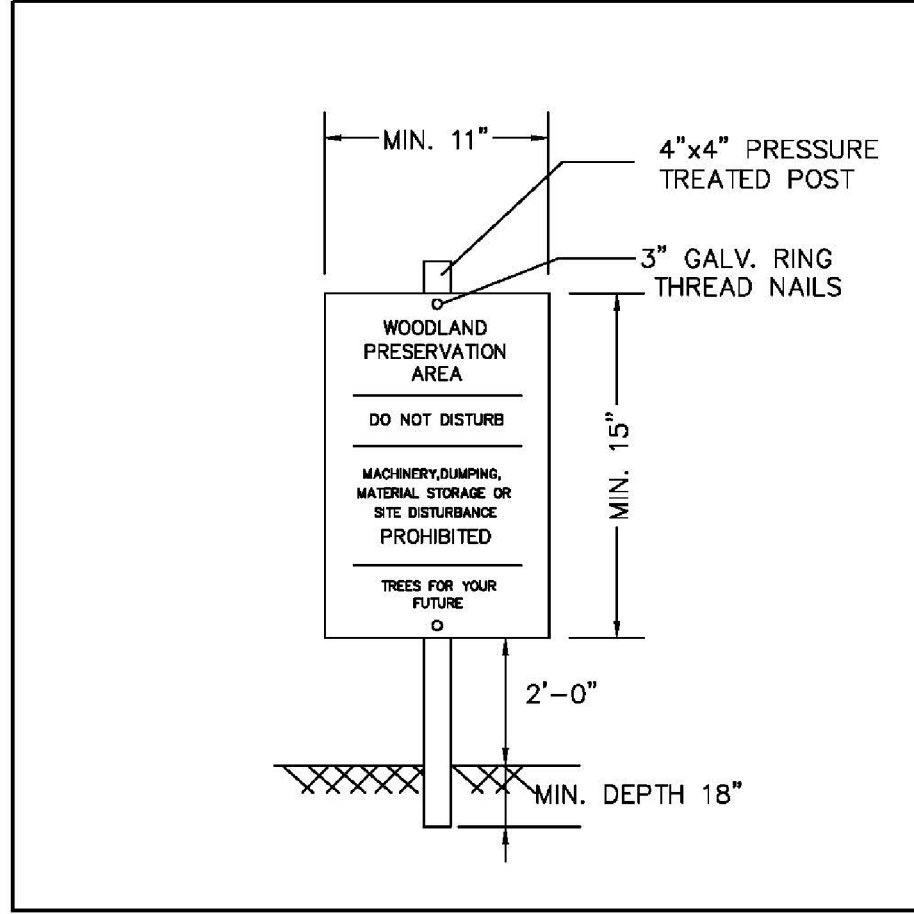 MIN. 11"
4"x4" PRESSURE
TREATED POST
3" GALV. RING
THREAD NAILS
WOODLAND
PRESERVATION
AREA
DO NOT DISTURB
MACHINERY,DUMPING,
MATERIAL STORAGE OR
SITE DISTURBANCE
PROHIBITED
TREES FOR YOUR
FUTURE
MIN. 15"
2'-0"
MIN. DEPTH 18"